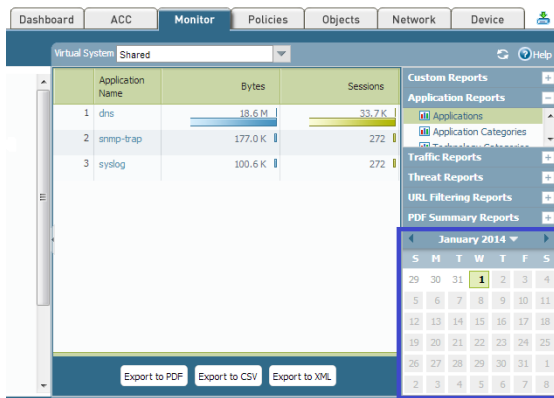 Dashboard ACC Monitor Policies Objects Network Device
Virtual System Shared Help
Application Name Bytes Sessions
1 dns 18.6 M 33.7 K
2 snmp-trap 177.0 K 272
3 syslog 100.6 K 272
Export to PDF Export to CSV Export to XML
Custom Reports
Application Reports
Applications
Application Categories
Technology Categories
Traffic Reports
Threat Reports
URL Filtering Reports
PDF Summary Reports
January 2014
S M T W T F S
29 30 31 1 2 3 4
5 6 7 8 9 10 11
12 13 14 15 16 17 18
19 20 21 22 23 24 25
26 27 28 29 30 31 1
2 3 4 5 6 7 8